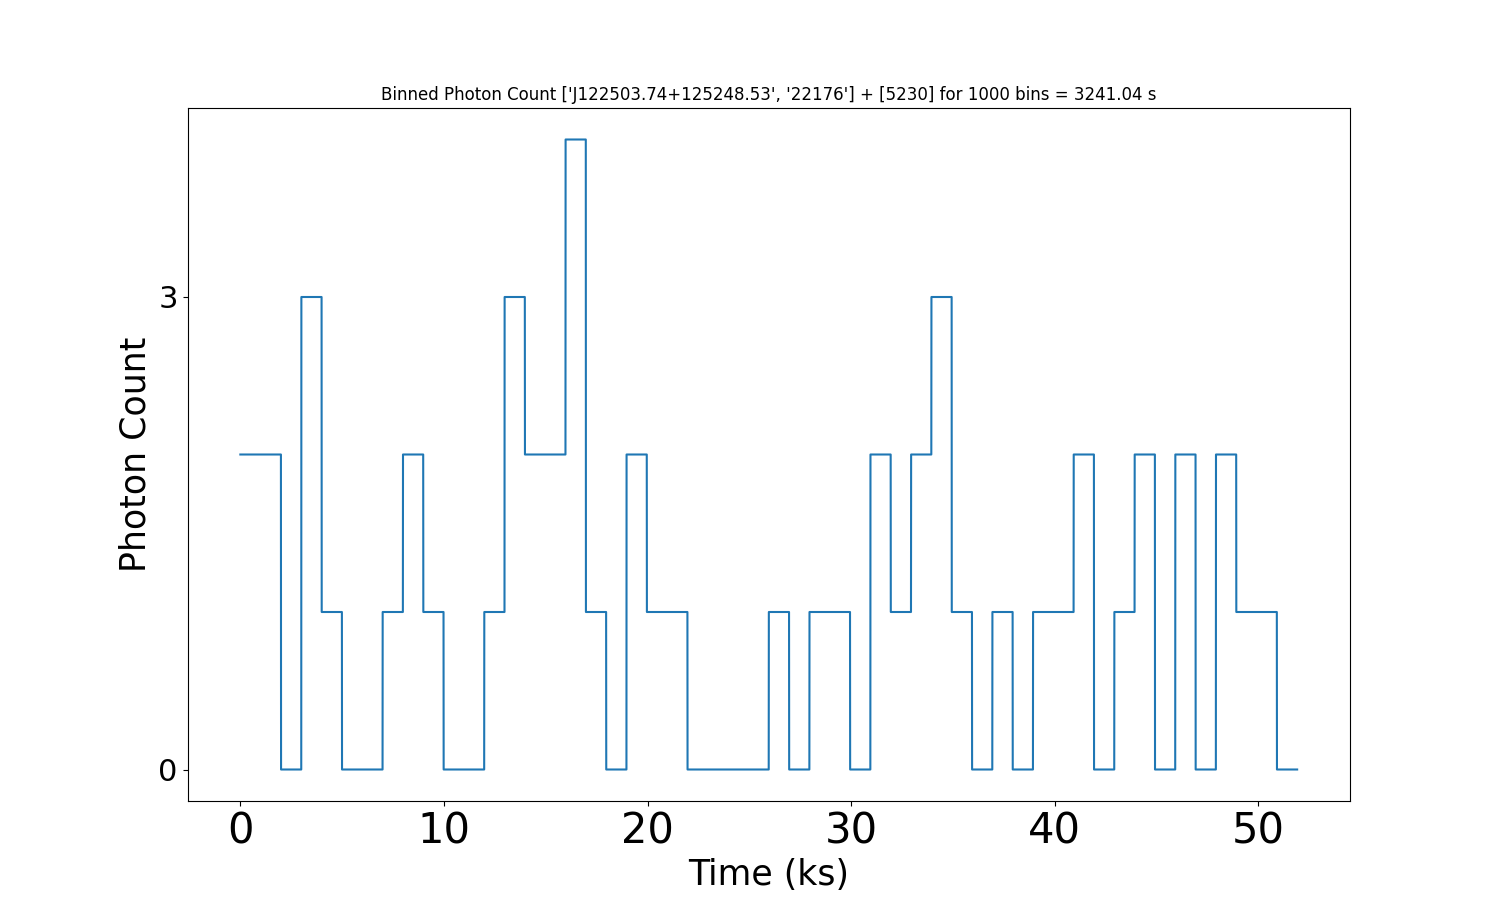 Binned Photon Count ['J122503.74+125248.53', '22176'] + [5230] for 1000 bins = 3241.04 s
Photon Count
3
0
0 10 20 30 40 50
Time (ks)